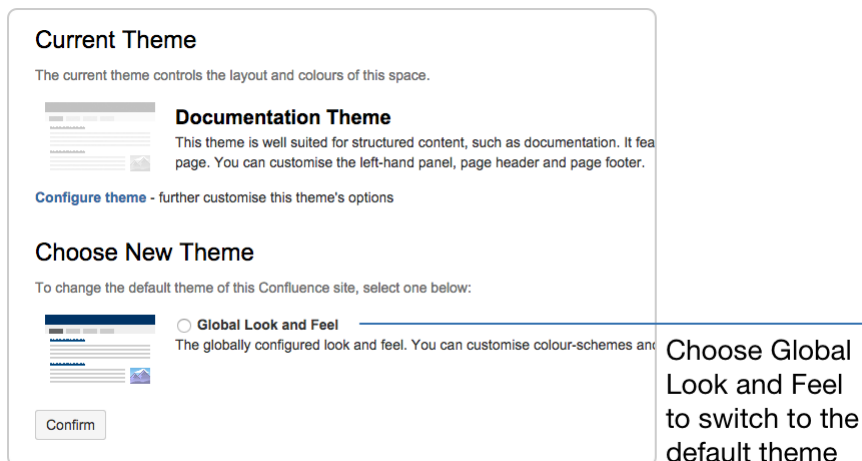 Current Theme
The current theme controls the layout and colours of this space.
Documentation Theme
This theme is well suited for structured content, such as documentation. It fea
page. You can customise the left-hand panel, page header and page footer.
Configure theme - further customise this theme's options
Choose New Theme
To change the default theme of this Confluence site, select one below:
Global Look and Feel
The globally configured look and feel. You can customise colour-schemes and
Confirm
Choose Global
Look and Feel
to switch to the
default theme